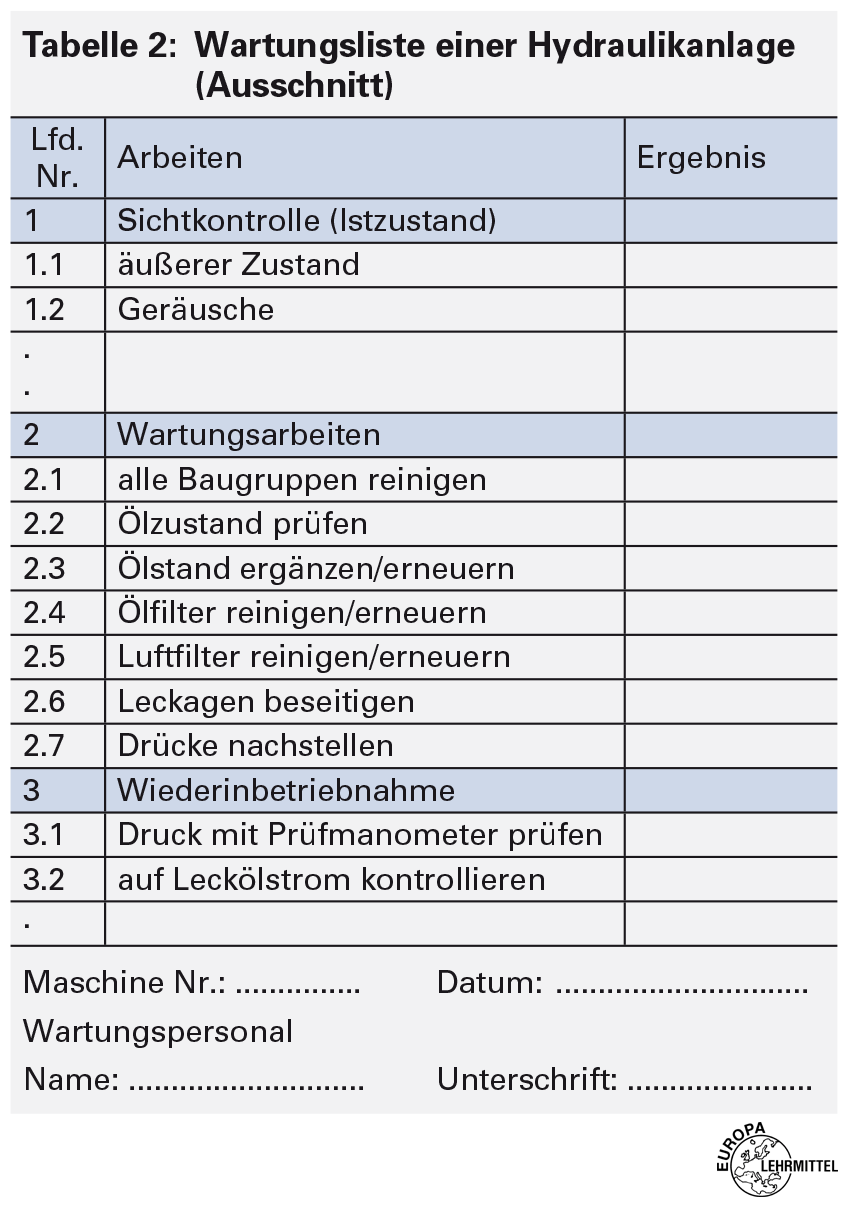 Tabelle 2: Wartungsliste einer Hydraulikanlage
(Ausschnitt)
Lfd.
Nr. Arbeiten Ergebnis
1 Sichtkontrolle (Istzustand)
1.1 äußerer Zustand
1.2 Geräusche
.
.
2 Wartungsarbeiten
2.1 alle Baugruppen reinigen
2.2 Ölzustand prüfen
2.3 Ölstand ergänzen/erneuern
2.4 Ölfilter reinigen/erneuern
2.5 Luftfilter reinigen/erneuern
2.6 Leckagen beseitigen
2.7 Drücke nachstellen
3 Wiederinbetriebnahme
3.1 Druck mit Prüfmanometer prüfen
3.2 auf Leckölstrom kontrollieren
.
Maschine Nr.: ............... Datum: ..............................
Wartungspersonal
Name: ............................ Unterschrift: ......................
EUROPA
LEHRMITTEL